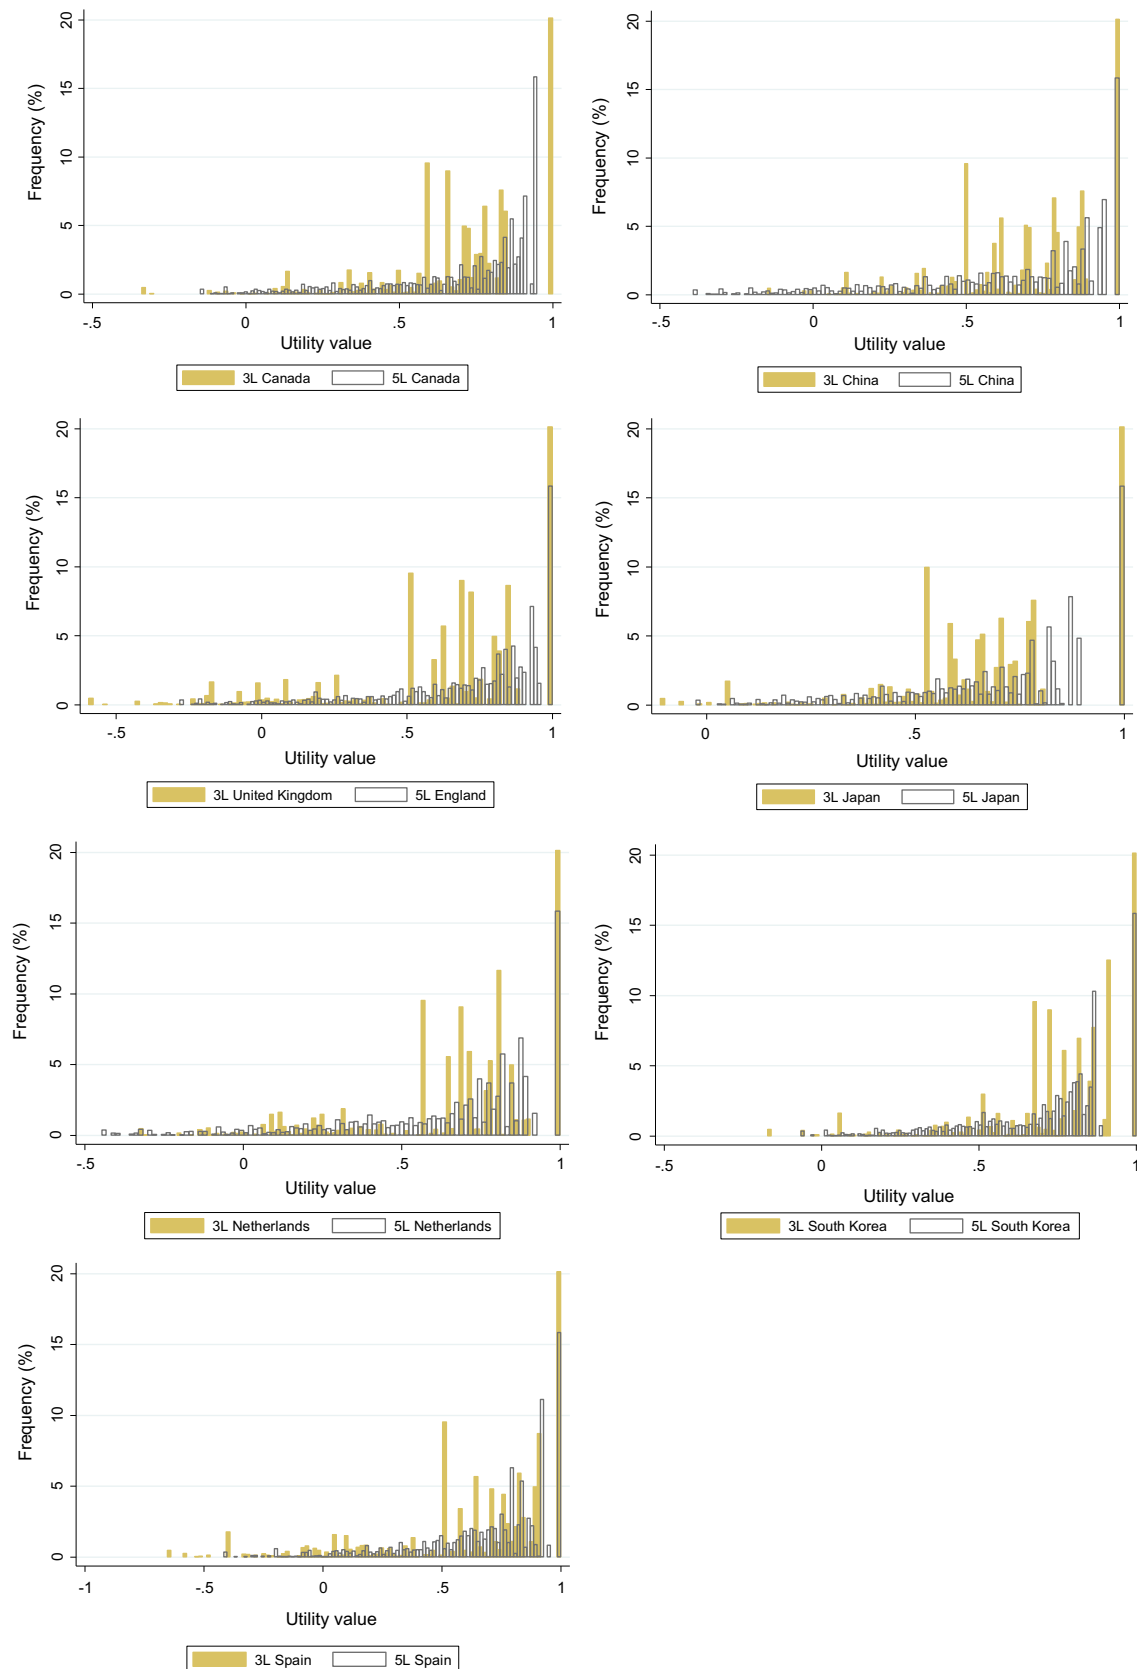 20
15
10
5
0
Frequency (%)
-.5 0 .5 1
Utility value
3L Canada 5L Canada
20
15
10
5
0
Frequency (%)
-.5 0 .5 1
Utility value
3L China 5L China
20
15
10
5
0
Frequency (%)
-.5 0 .5 1
Utility value
3L United Kingdom 5L England
20
15
10
5
0
Frequency (%)
0 .5 1
Utility value
3L Japan 5L Japan
20
15
10
5
0
Frequency (%)
-.5 0 .5 1
Utility value
3L Netherlands 5L Netherlands
20
15
10
5
0
Frequency (%)
-.5 0 .5 1
Utility value
3L South Korea 5L South Korea
20
15
10
5
0
Frequency (%)
-1 -.5 0 .5 1
Utility value
3L Spain 5L Spain